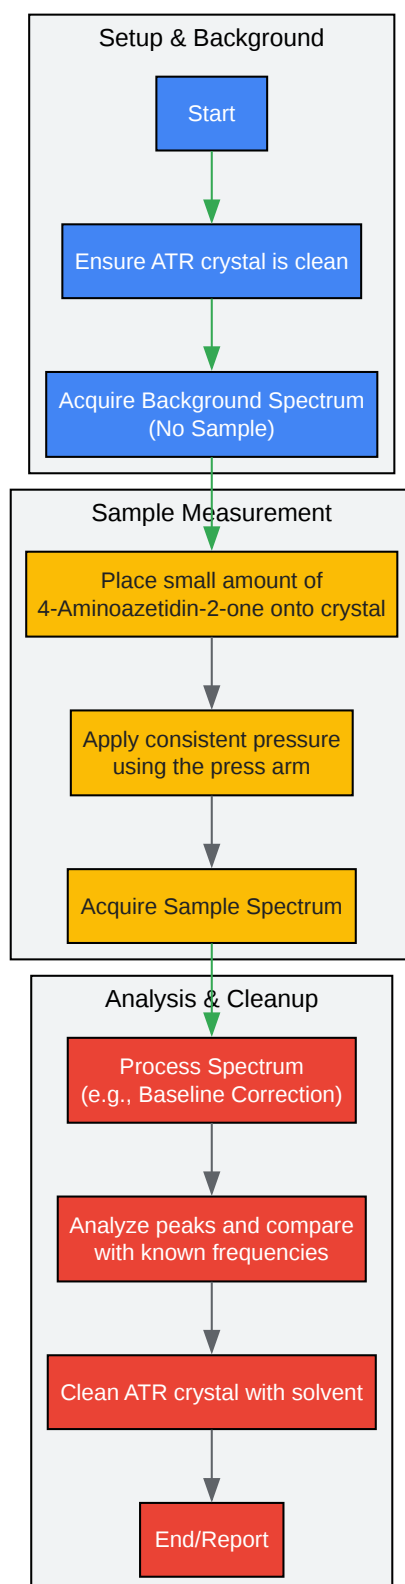 Setup & Background
Start
Ensure ATR crystal is clean
Acquire Background Spectrum
(No Sample)
Sample Measurement
Place small amount of
4-Aminoazetidin-2-one onto crystal
Apply consistent pressure
using the press arm
Acquire Sample Spectrum
Analysis & Cleanup
Process Spectrum
(e.g., Baseline Correction)
Analyze peaks and compare
with known frequencies
Clean ATR crystal with solvent
End/Report